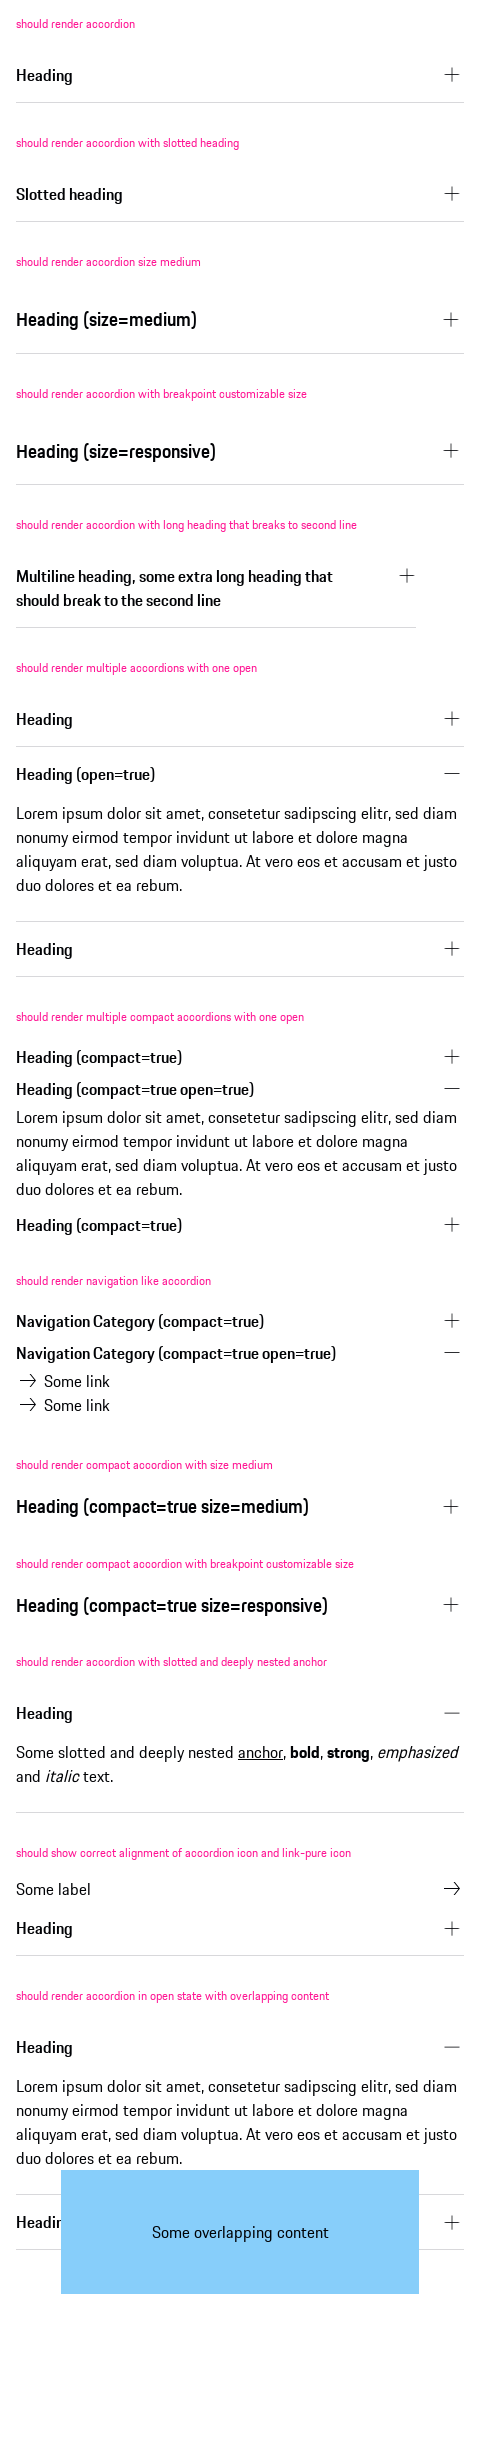 should render accordion
Heading
should render accordion with slotted heading
Slotted heading
should render accordion size medium
Heading (size=medium)
should render accordion with breakpoint customizable size
Heading (size=responsive)
should render accordion with long heading that breaks to second line
Multiline heading, some extra long heading that
should break to the second line
should render multiple accordions with one open
Heading
Heading (open=true)
Lorem ipsum dolor sit amet, consetetur sadipscing elitr, sed diam
nonumy eirmod tempor invidunt ut labore et dolore magna
aliquyam erat, sed diam voluptua. At vero eos et accusam et justo
duo dolores et ea rebum.
Heading
should render multiple compact accordions with one open
Heading (compact=true)
Heading (compact=true open=true)
Lorem ipsum dolor sit amet, consetetur sadipscing elitr, sed diam
nonumy eirmod tempor invidunt ut labore et dolore magna
aliquyam erat, sed diam voluptua. At vero eos et accusam et justo
duo dolores et ea rebum.
Heading (compact=true)
should render navigation like accordion
Navigation Category (compact=true)
Navigation Category (compact=true open=true)
Some link
Some link
should render compact accordion with size medium
Heading (compact=true size=medium)
should render compact accordion with breakpoint customizable size
Heading (compact=true size=responsive)
should render accordion with slotted and deeply nested anchor
Heading
Some slotted and deeply nested anchor, bold, strong, emphasized
and italic text.
should show correct alignment of accordion icon and link-pure icon
Some label
Heading
should render accordion in open state with overlapping content
Heading
Lorem ipsum dolor sit amet, consetetur sadipscing elitr, sed diam
nonumy eirmod tempor invidunt ut labore et dolore magna
aliquyam erat, sed diam voluptua. At vero eos et accusam et justo
duo dolores et ea rebum.
Some overlapping content